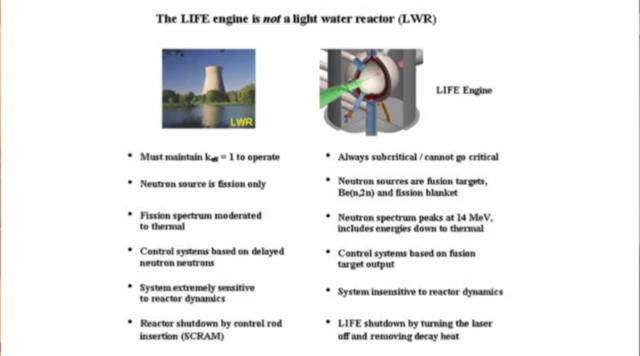 The LIFE engine is not a light water reactor (LWR)
LWR
LIFE Engine
• Must maintain keff = 1 to operate
• Neutron source is fission only
• Fission spectrum moderated
to thermal
• Control systems based on delayed
neutron neutrons
• System extremely sensitive
to reactor dynamics
• Reactor shutdown by control rod
insertion (SCRAM)
• Always subcritical / cannot go critical
• Neutron sources are fusion targets,
Be(n,2n) and fission blanket
• Neutron spectrum peaks at 14 MeV,
includes energies down to thermal
• Control systems based on fusion
target output
• System insensitive to reactor dynamics
• LIFE shutdown by turning the laser
off and removing decay heat